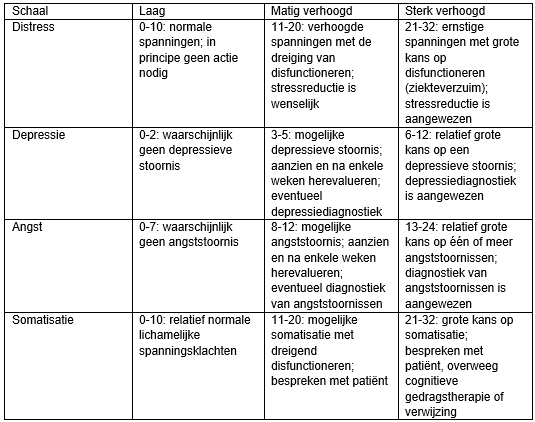 Schaal Laag Matig verhoogd Sterk verhoogd
Distress
0-10: normale
spanningen; in
principe geen actie
nodig
11-20: verhoogde
spanningen met de
dreiging van
disfunctioneren;
stressreductie is
wenselijk
21-32: ernstige
spanningen met grote
kans op
disfunctioneren
(ziekteverzuim);
stressreductie is
aangewezen
Depressie
0-2: waarschijnlijk
geen depressieve
stoornis
3-5: mogelijke
depressieve stoornis;
aanzien en na enkele
weken herevalueren;
eventueel
depressiediagnostiek
6-12: relatief grote
kans op een
depressieve stoornis;
depressiediagnostiek
is aangewezen
Angst
0-7: waarschijnlijk
geen angststoornis
8-12: mogelijke
angststoornis; aanzien
en na enkele weken
herevalueren;
eventueel diagnostiek
van angststoornissen
13-24: relatief grote
kans op één of meer
angststoornissen;
diagnostiek van
angststoornissen is
aangewezen
Somatisatie
0-10: relatief normale
lichamelijke
spanningsklachten
11-20: mogelijke
somatisatie met
dreigend
disfunctioneren;
bespreken met patiënt
21-32: grote kans op
somatisatie;
bespreken met
patiënt, overweeg
cognitieve
gedragstherapie of
verwijzing